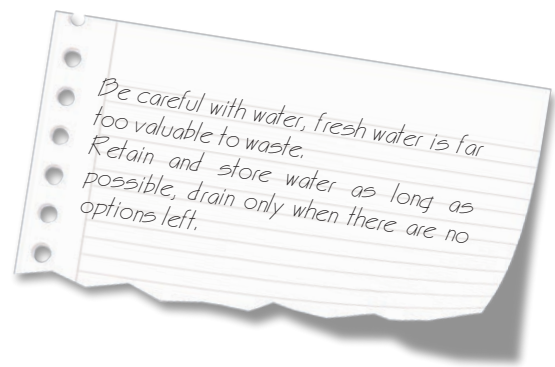 Be careful with water, fresh water is far
too valuable to waste.
Retain and store water as long as
possible, drain only when there are no
options left.